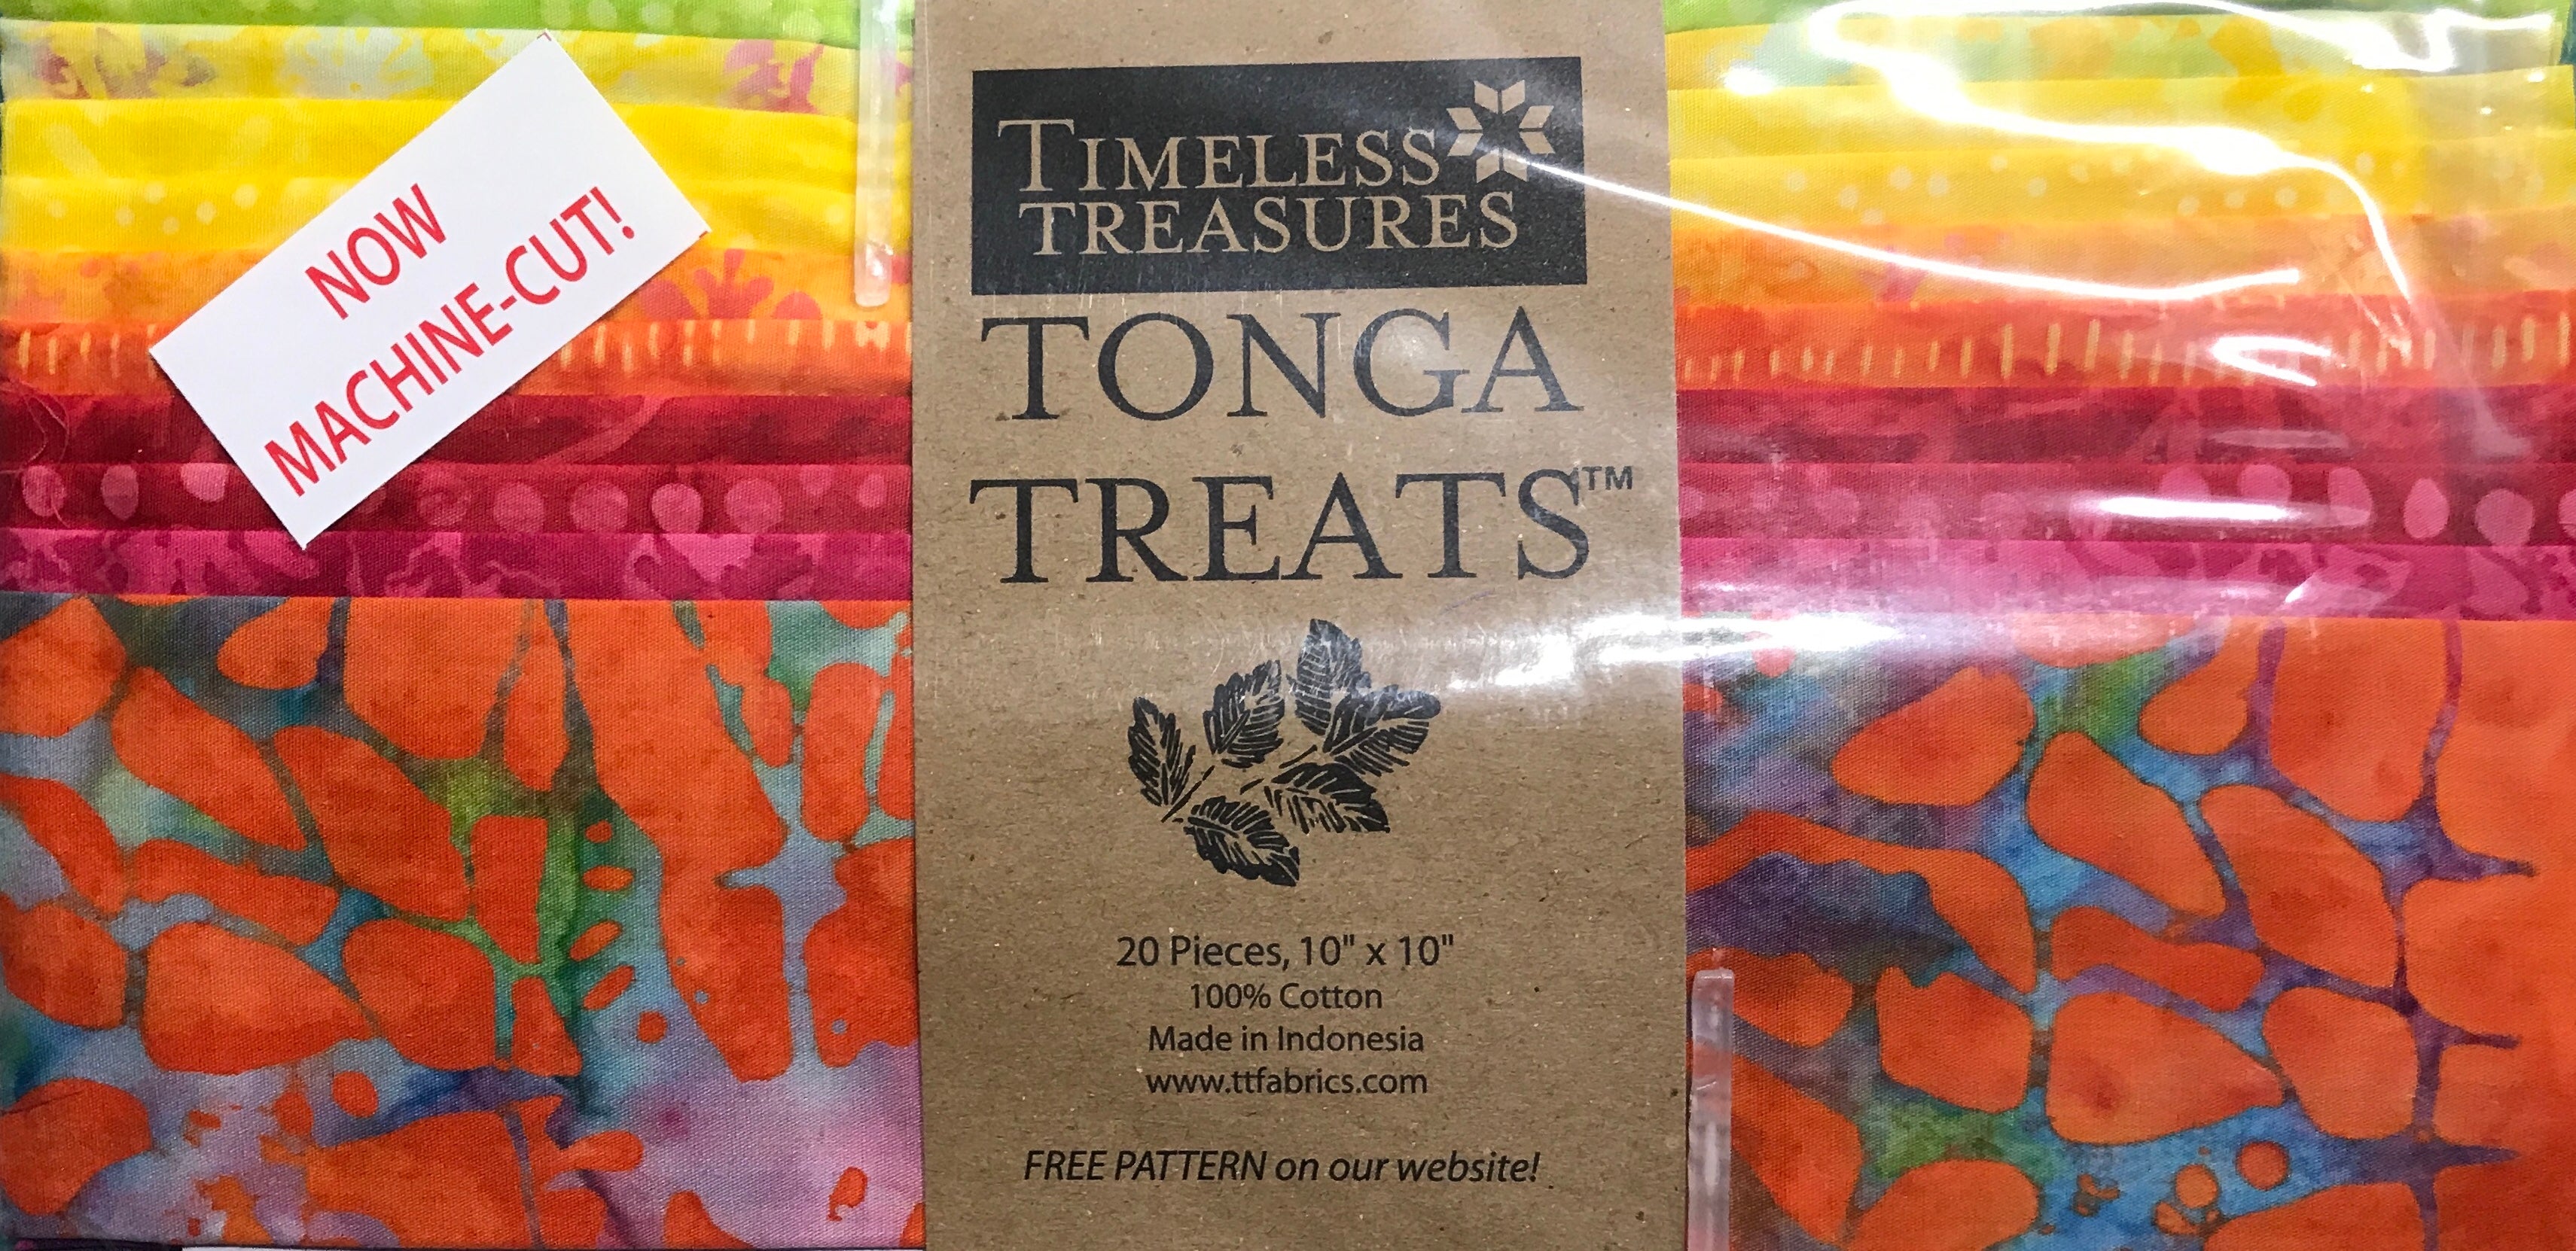 NOW
MACHINE-CUT!
TIMELESS
TREASURES
TONGA
TREATS™
20 Pieces, 10" x 10"
100% Cotton
Made in Indonesia
www.ttfabrics.com
FREE PATTERN on our website!